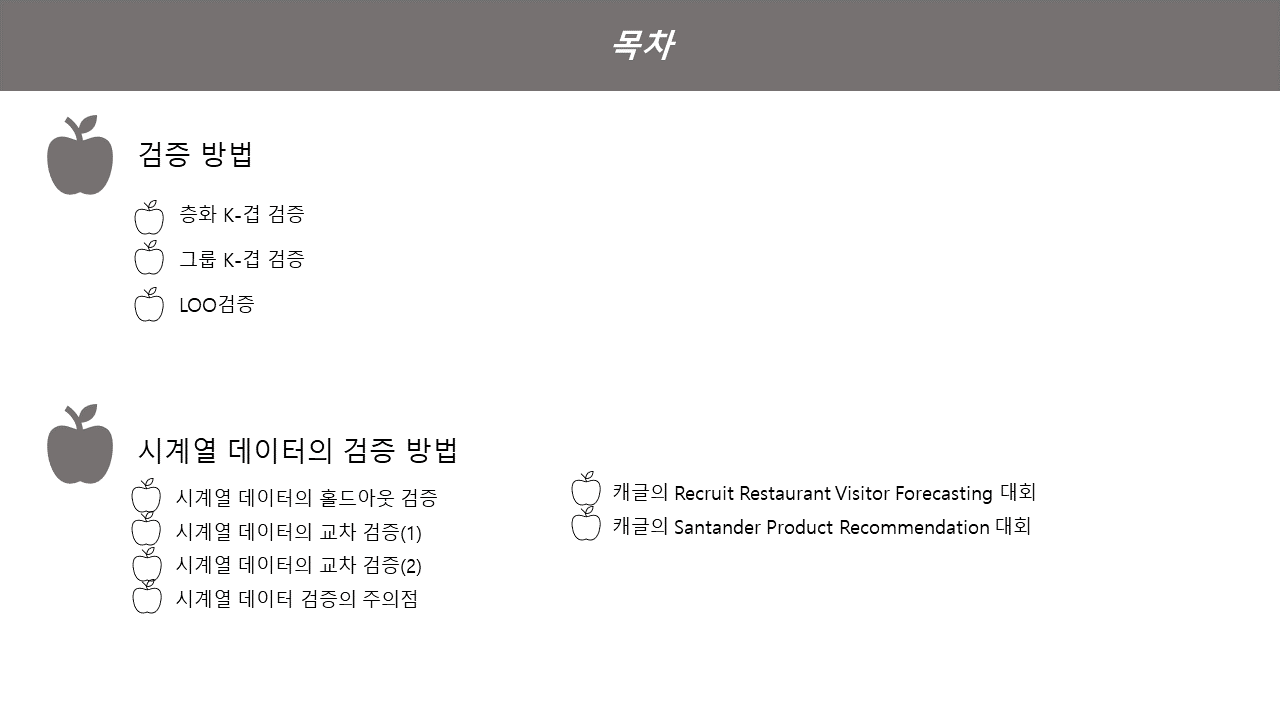 목차
검증 방법
층화 K-겹 검증
그룹 K-겹 검증
LOO검증
시계열 데이터의 검증 방법
시계열 데이터의 홀드아웃 검증
시계열 데이터의 교차 검증(1)
시계열 데이터의 교차 검증(2)
시계열 데이터 검증의 주의점
캐글의 Recruit Restaurant Visitor Forecasting 대회
캐글의 Santander Product Recommendation 대회